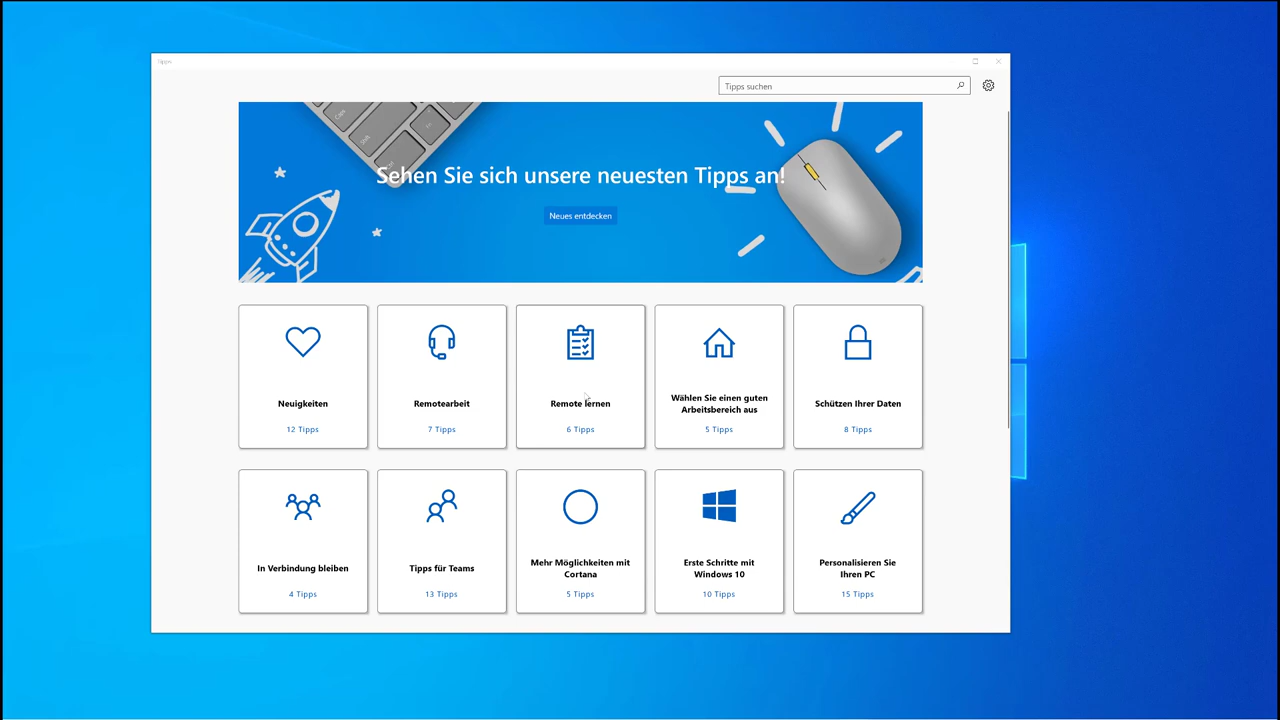 Tipps
Tipps suchen
Caps
Shift
Sehen Sie sich unsere neuesten Tipps an!
Neues entdecken
Neuigkeiten
12 Tipps
Remotearbeit
7 Tipps
Remote lernen
6 Tipps
Wählen Sie einen guten
Arbeitsbereich aus
5 Tipps
Schützen Ihrer Daten
8 Tipps
In Verbindung bleiben
4 Tipps
Tipps für Teams
13 Tipps
Mehr Möglichkeiten mit
Cortana
5 Tipps
Erste Schritte mit
Windows 10
10 Tipps
Personalisieren Sie
Ihren PC
15 Tipps